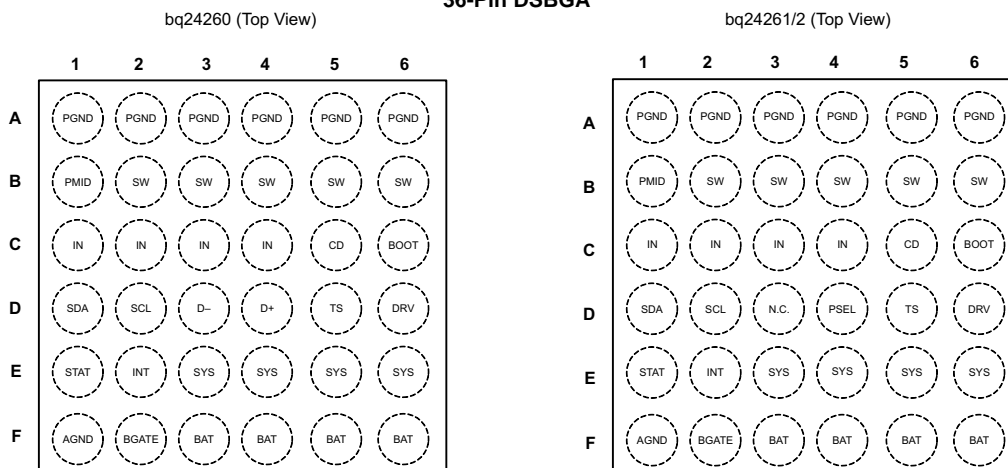 36-Pin DSBGA
bq24260 (Top View)
1 2 3 4 5 6
A PGND PGND PGND PGND PGND PGND
B PMID SW SW SW SW SW
C IN IN IN IN CD BOOT
D SDA SCL D– D+ TS DRV
E STAT INT SYS SYS SYS SYS
F AGND BGATE BAT BAT BAT BAT
bq24261/2 (Top View)
1 2 3 4 5 6
A PGND PGND PGND PGND PGND PGND
B PMID SW SW SW SW SW
C IN IN IN IN CD BOOT
D SDA SCL N.C. PSEL TS DRV
E STAT INT SYS SYS SYS SYS
F AGND BGATE BAT BAT BAT BAT